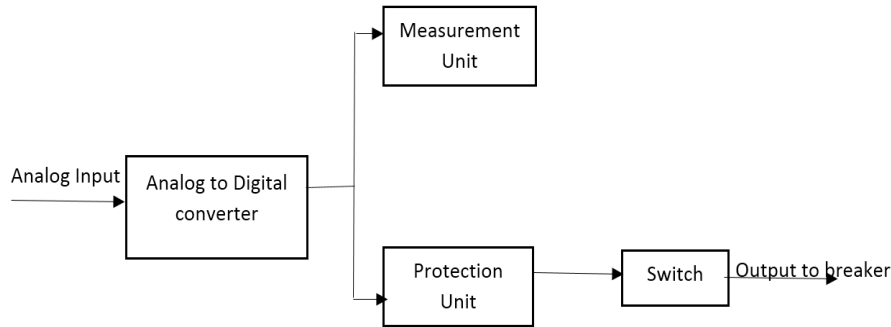 Measurement
Unit
Analog Input
Analog to Digital
converter
Protection
Unit
Switch
Output to breaker